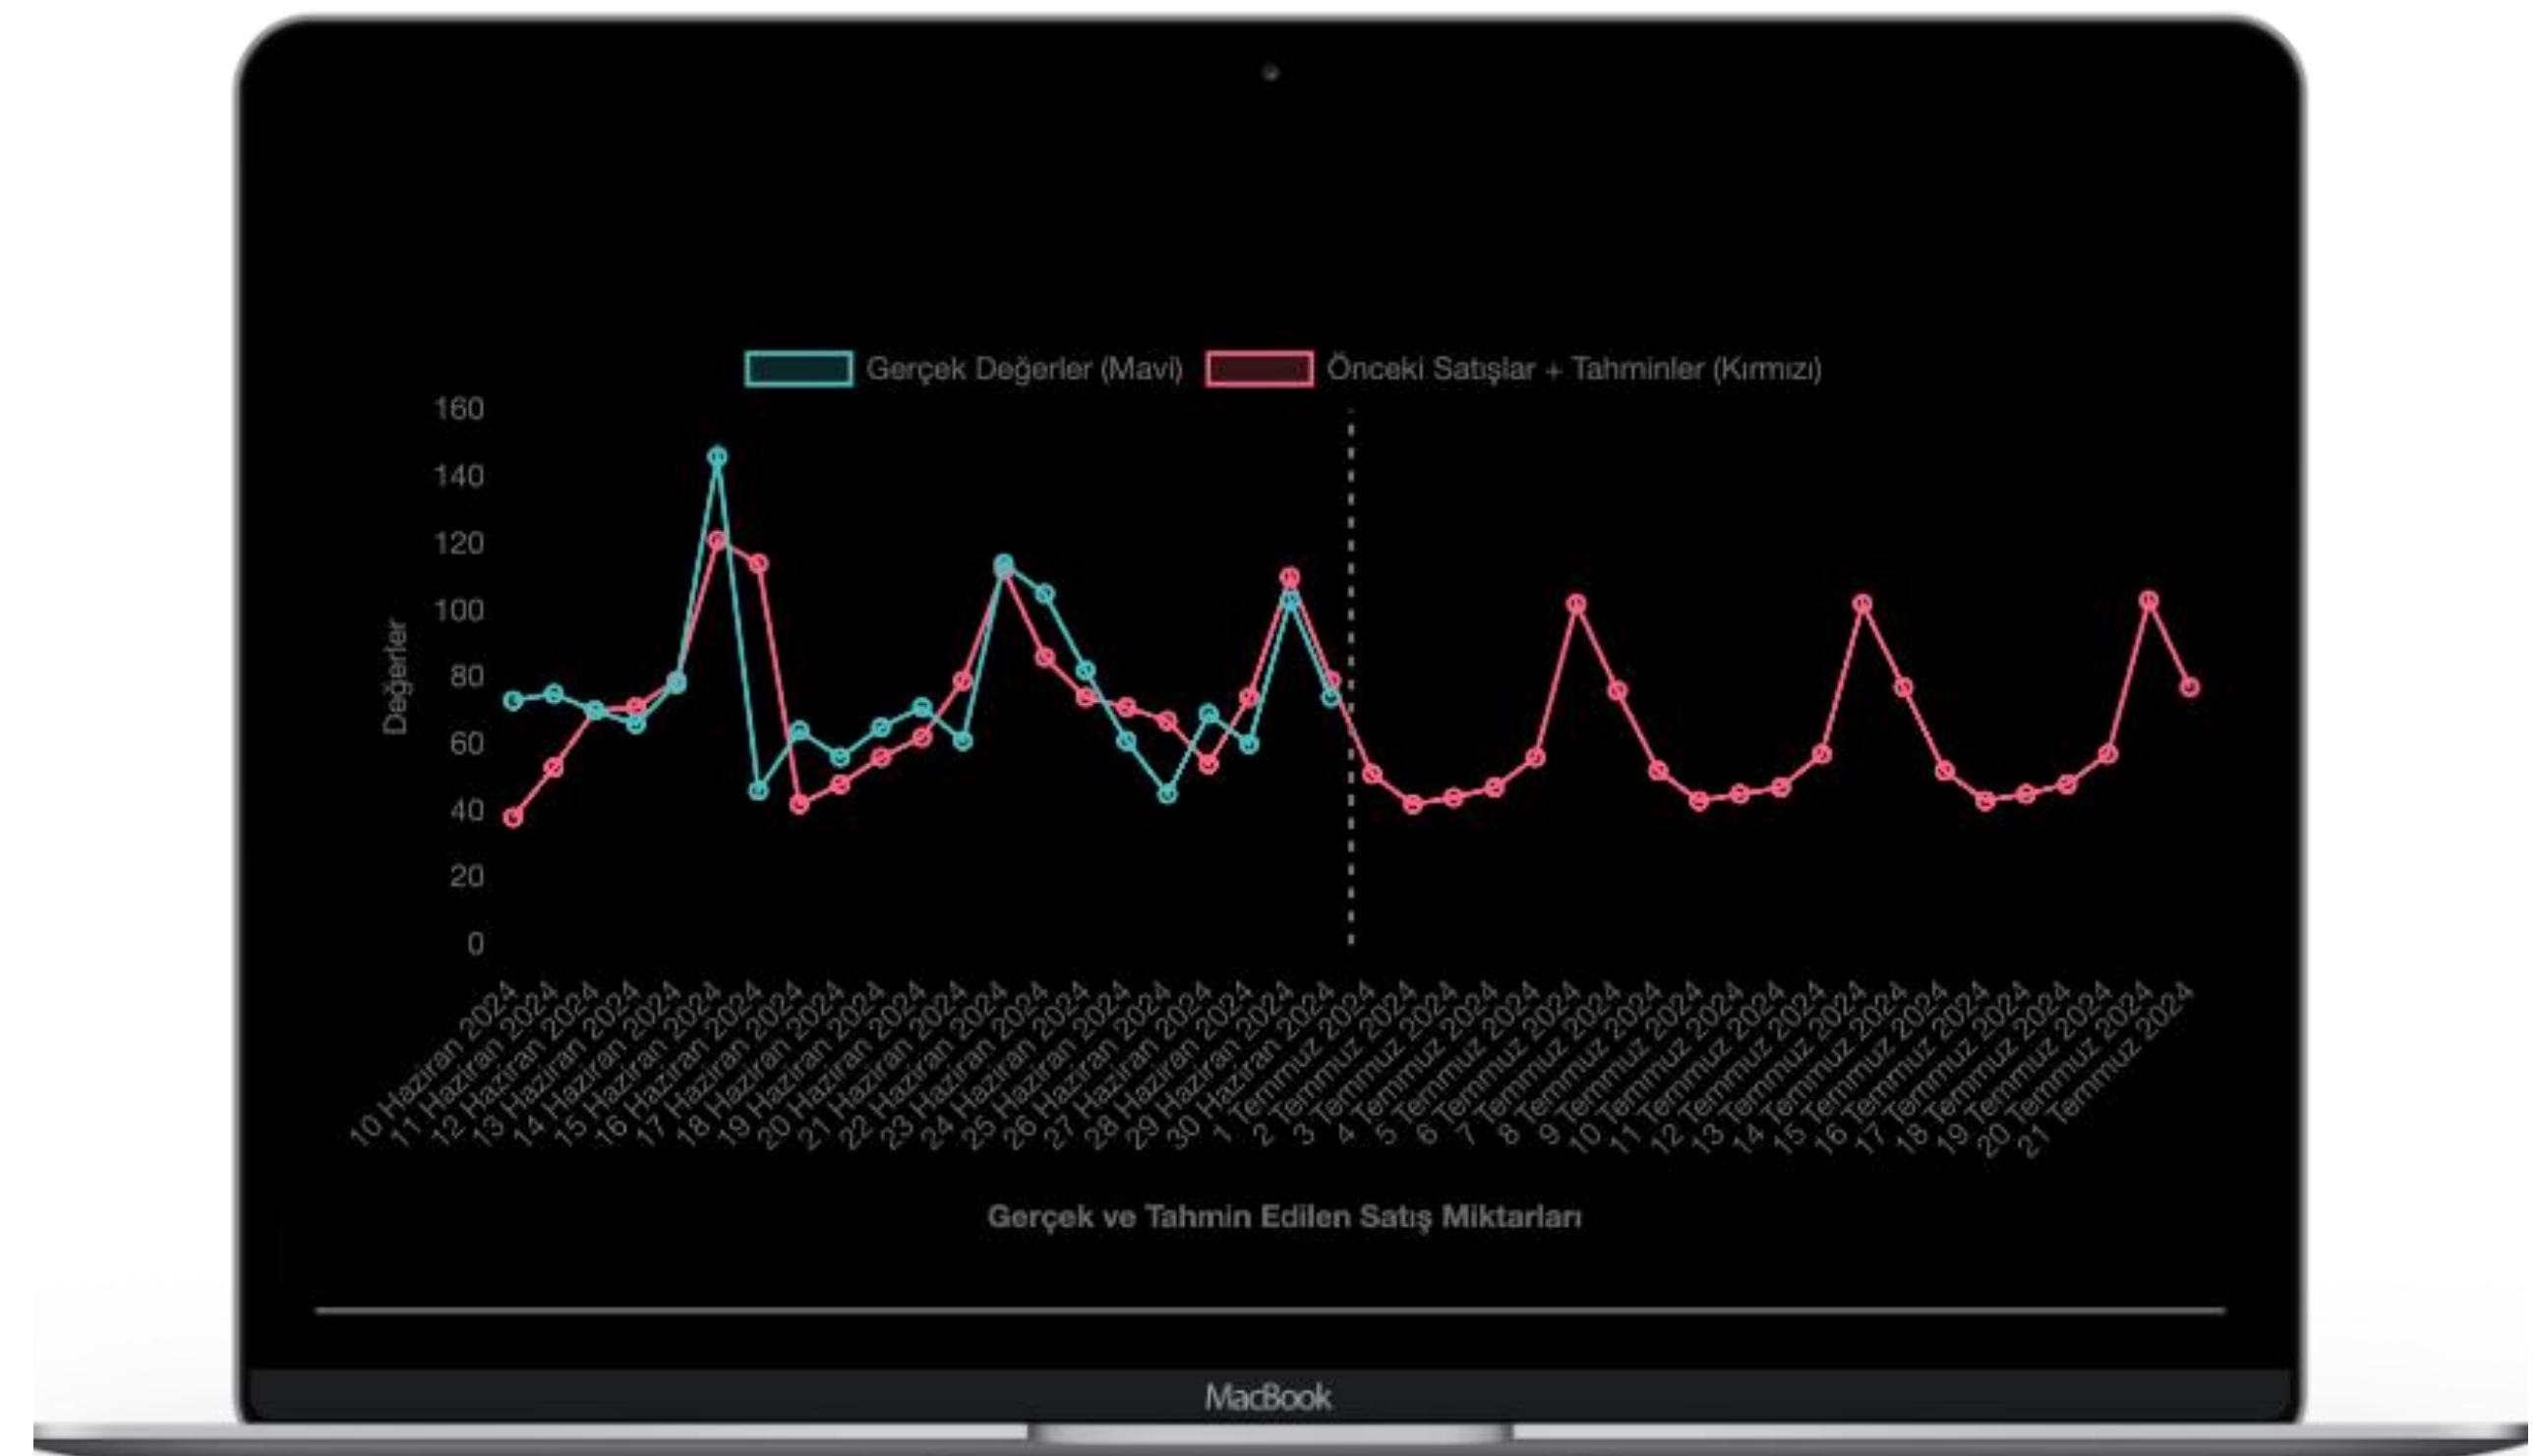 Gerçek Değerler (Mavi) Önceki Satışlar + Tahminler (Kırmızı)
160
140
120
100
80
60
40
20
0
Değerler
10 Haziran 2024
11 Haziran 2024
12 Haziran 2024
13 Haziran 2024
14 Haziran 2024
15 Haziran 2024
16 Haziran 2024
17 Haziran 2024
18 Haziran 2024
19 Haziran 2024
20 Haziran 2024
21 Haziran 2024
22 Haziran 2024
23 Haziran 2024
24 Haziran 2024
25 Haziran 2024
26 Haziran 2024
27 Haziran 2024
28 Haziran 2024
29 Haziran 2024
30 Haziran 2024
1 Temmuz 2024
2 Temmuz 2024
3 Temmuz 2024
4 Temmuz 2024
5 Temmuz 2024
6 Temmuz 2024
7 Temmuz 2024
8 Temmuz 2024
9 Temmuz 2024
10 Temmuz 2024
11 Temmuz 2024
12 Temmuz 2024
13 Temmuz 2024
14 Temmuz 2024
15 Temmuz 2024
16 Temmuz 2024
17 Temmuz 2024
18 Temmuz 2024
19 Temmuz 2024
20 Temmuz 2024
21 Temmuz 2024
Gerçek ve Tahmin Edilen Satış Miktarları
MacBook